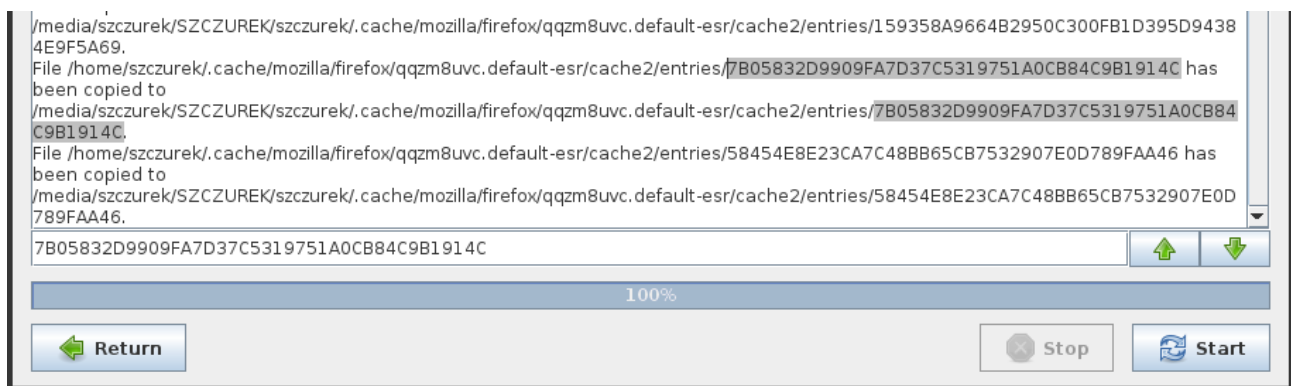 /media/szczurek/SZCZUREK/szczurek/.cache/mozilla/firefox/qqzm8uvc.default-esr/cache2/entries/159358A9664B2950C300FB1D395D9438
4E9F5A69.
File /home/szczurek/.cache/mozilla/firefox/qqzm8uvc.default-esr/cache2/entries/7B05832D9909FA7D37C5319751A0CB84C9B1914C has
been copied to
/media/szczurek/SZCZUREK/szczurek/.cache/mozilla/firefox/qqzm8uvc.default-esr/cache2/entries/7B05832D9909FA7D37C5319751A0CB84
C9B1914C.
File /home/szczurek/.cache/mozilla/firefox/qqzm8uvc.default-esr/cache2/entries/58454E8E23CA7C48BB65CB7532907E0D789FAA46 has
been copied to
/media/szczurek/SZCZUREK/szczurek/.cache/mozilla/firefox/qqzm8uvc.default-esr/cache2/entries/58454E8E23CA7C48BB65CB7532907E0D
789FAA46.
7B05832D9909FA7D37C5319751A0CB84C9B1914C
100%
Return
Stop
Start